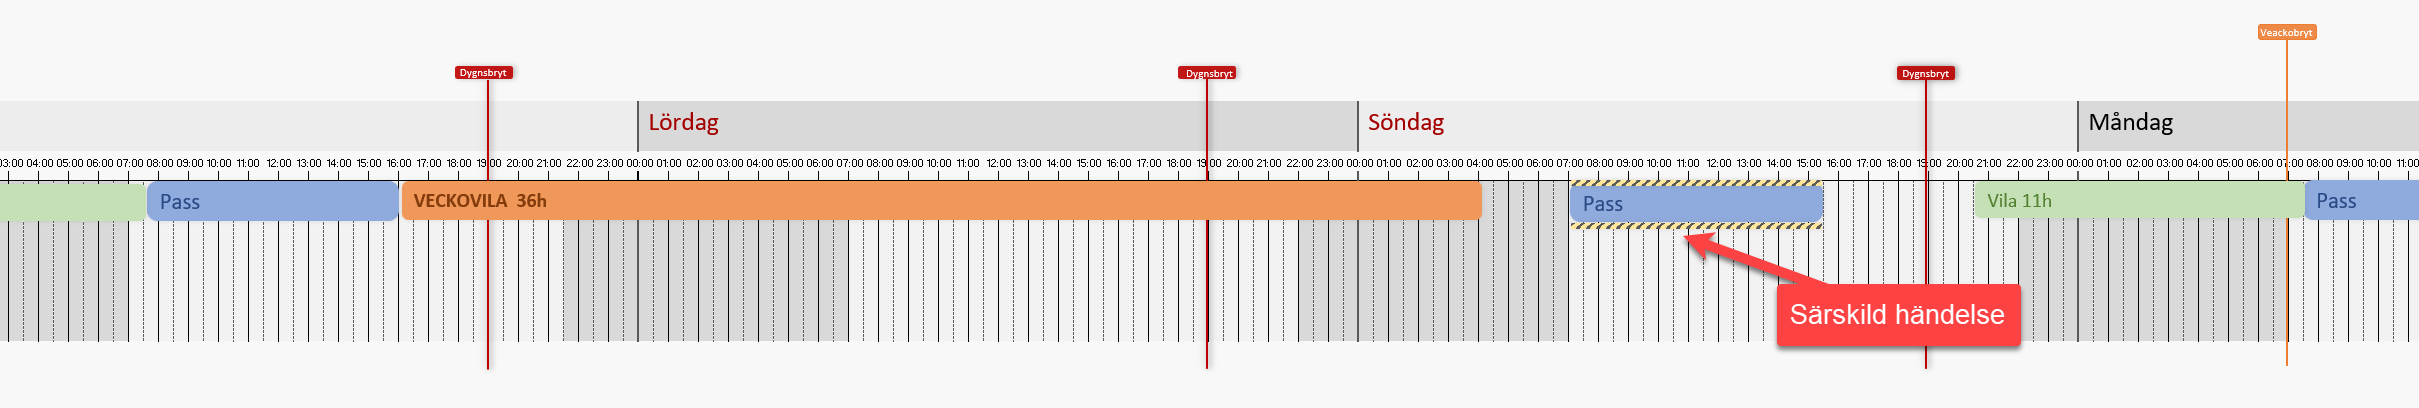 Veackobryt
Dygnsbryt Dygnsbryt Dygnsbryt
Lördag Söndag Måndag
03:00 04:00 05:00 06:00 07:00 08:00 09:00 10:00 11:00 12:00 13:00 14:00 15:00 16:00 17:00 18:00 19:00 20:00 21:00 22:00 23:00 00:00 01:00 02:00 03:00 04:00 05:00 06:00 07:00 08:00 09:00 10:00 11:00 12:00 13:00 14:00 15:00 16:00 17:00 18:00 19:00 20:00 21:00 22:00 23:00 00:00 01:00 02:00 03:00 04:00 05:00 06:00 07:00 08:00 09:00 10:00 11:00 12:00 13:00 14:00 15:00 16:00 17:00 18:00 19:00 20:00 21:00 22:00 23:00 00:00 01:00 02:00 03:00 04:00 05:00 06:00 07:00 08:00 09:00 10:00 11:00
Pass VECKOVILA 36h Pass Vila 11h Pass
Särskild händelse